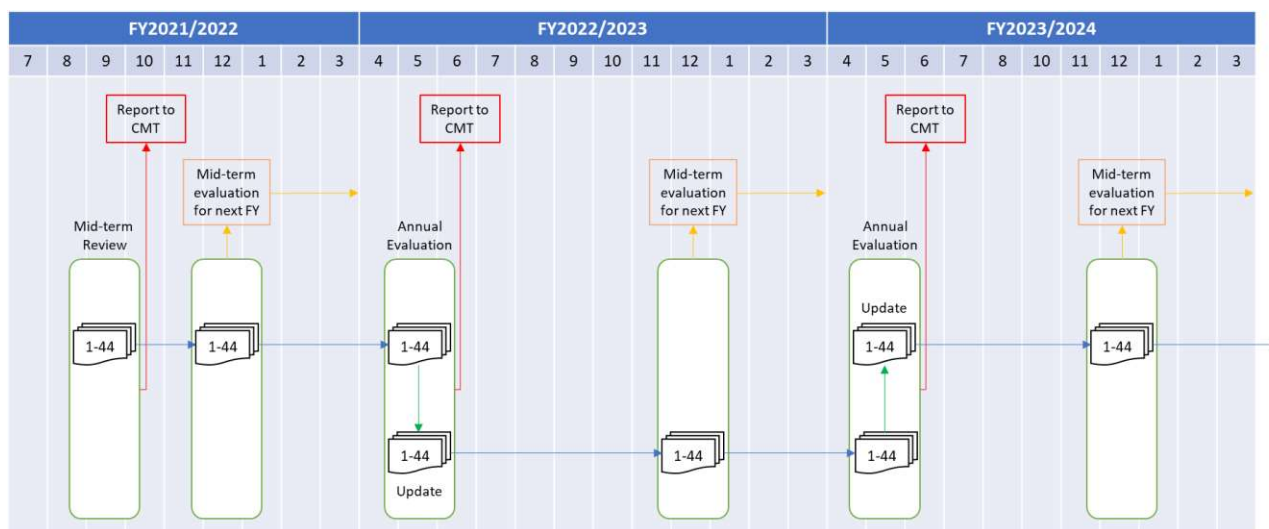 FY2021/2022 FY2022/2023 FY2023/2024
7 8 9 10 11 12 1 2 3 4 5 6 7 8 9 10 11 12 1 2 3 4 5 6 7 8 9 10 11 12 1 2 3
Report to
CMT
Report to
CMT
Report to
CMT
Mid-term
evaluation
for next FY
Mid-term
evaluation
for next FY
Mid-term
evaluation
for next FY
Mid-term
Review
Annual
Evaluation
Annual
Evaluation
Update
1-44 1-44 1-44 1-44 1-44
1-44 1-44 1-44
Update